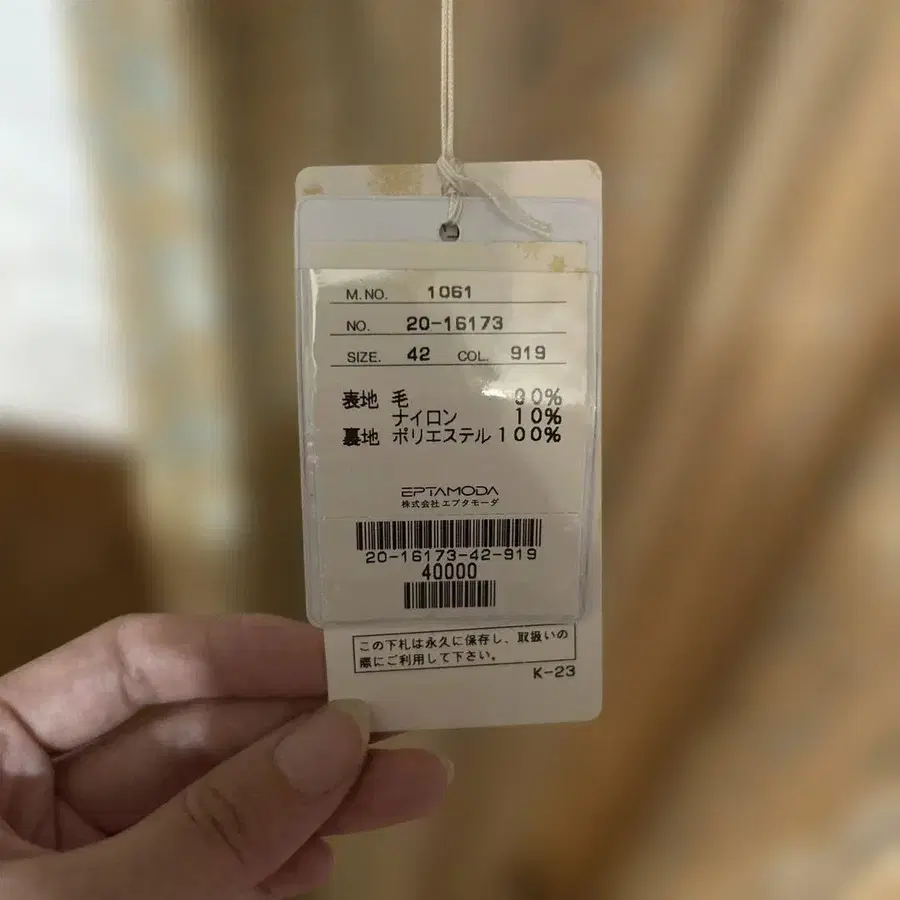 M. NO. 1061
NO. 20-16173
SIZE. 42 COL. 919
表地 毛 90%
ナイロン 10%
裏地 ポリエステル 100%
EPTAMODA
株式会社エプタモーダ
20-16173-42-919
40000
この下札は永久に保存し、取扱いの
際にご利用して下さい。
K-23